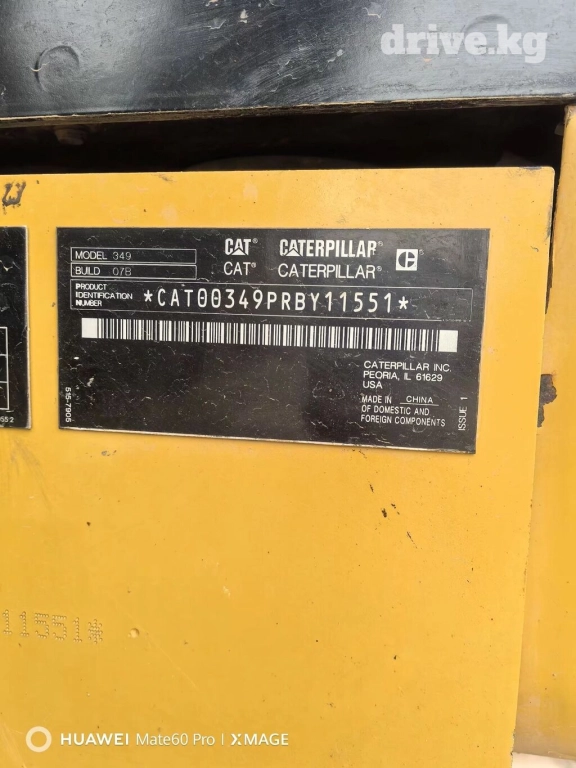 drive.kg
MODEL 349
BUILD 07B
CAT® CATERPILLAR® C®
CAT® CATERPILLAR®
PRODUCT
IDENTIFICATION
NUMBER
*CAT00349PRBY11551*
CATERPILLAR INC.
PEORIA, IL 61629
USA
MADE IN CHINA
OF DOMESTIC AND
FOREIGN COMPONENTS
515-7905
ISSUE 1
11551*
HUAWEI Mate60 Pro | XMAGE